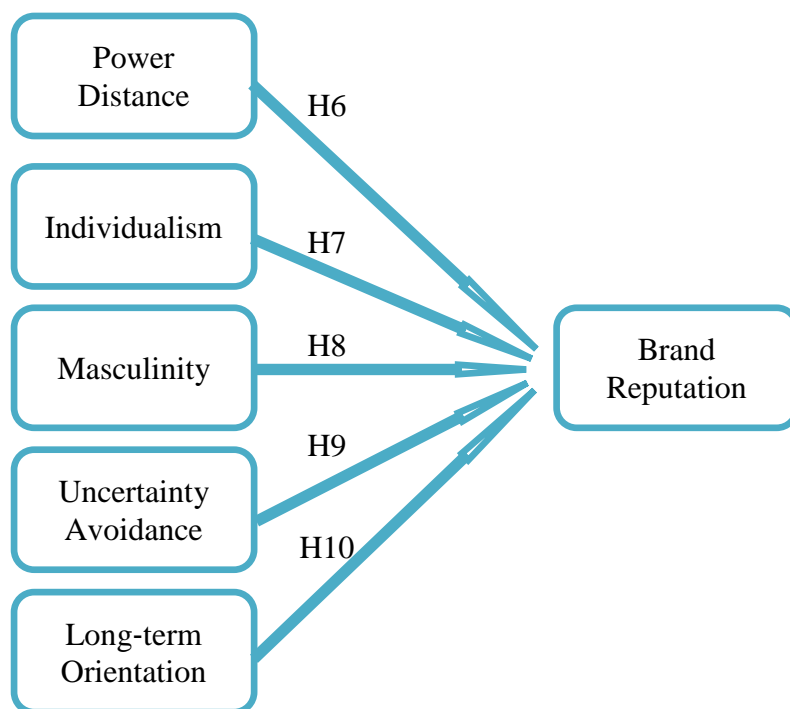 Power
Distance
H6
Individualism
H7
Masculinity
H8
Brand
Reputation
Uncertainty
Avoidance
H9
H10
Long-term
Orientation